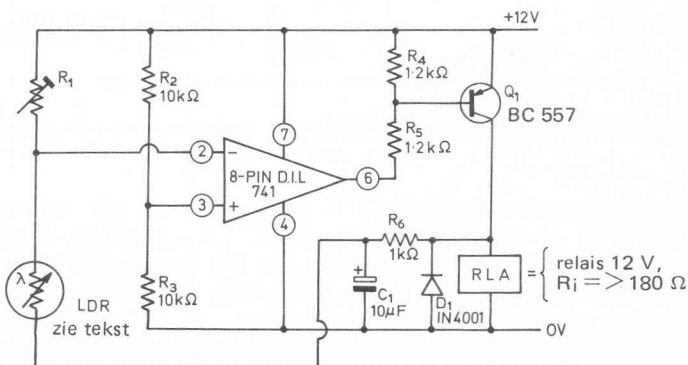 +12V
R₁
R₂
10kΩ
R₄
1·2kΩ
Q₁
BC 557
R₅
1·2kΩ
7
2
−
8-PIN D.I.L
741
6
3
+
4
R₆
1kΩ
λ
LDR
zie tekst
R₃
10kΩ
+
C₁
10µF
D₁
IN4001
RLA
= { relais 12 V,
Ri => 180 Ω
0V